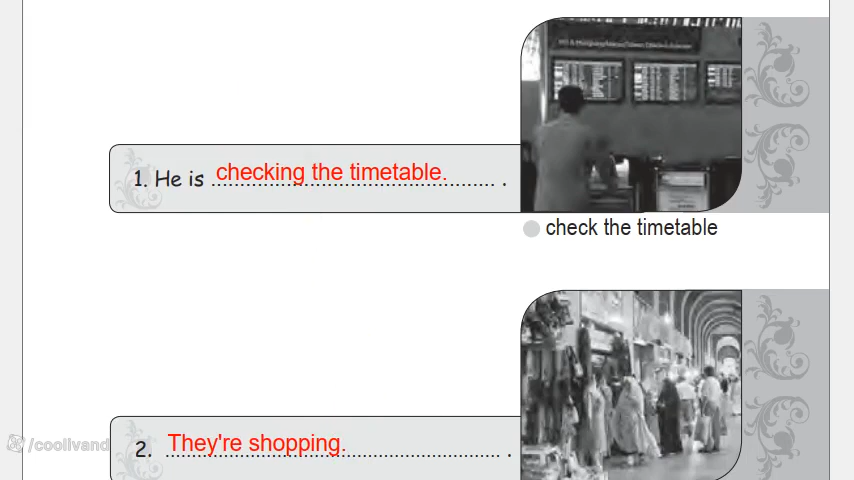 1. He is checking the timetable. .
check the timetable
2. They're shopping. .
/coolivand